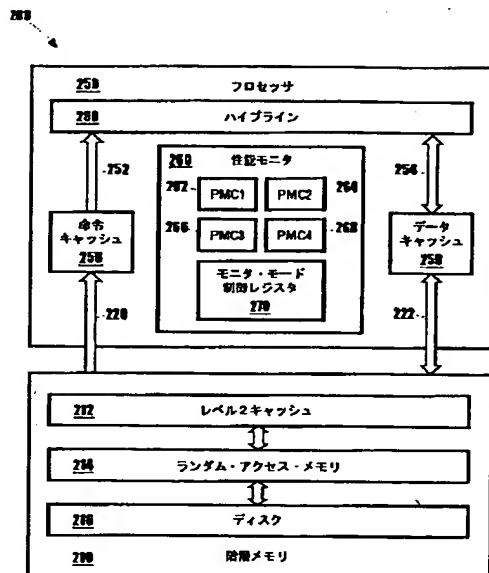 200
250 フロセッサ
280 ハイプライン
252
260 性能モニタ
254
262
PMC1
PMC2
264
266
PMC3
PMC4
268
命令
キャッシュ
256
モニタ・モード
制御レジスタ
270
データ
キャッシュ
258
220
222
212 レベル2キャッシュ
214 ランダム・アクセス・メモリ
216 ディスク
210 階層メモリ